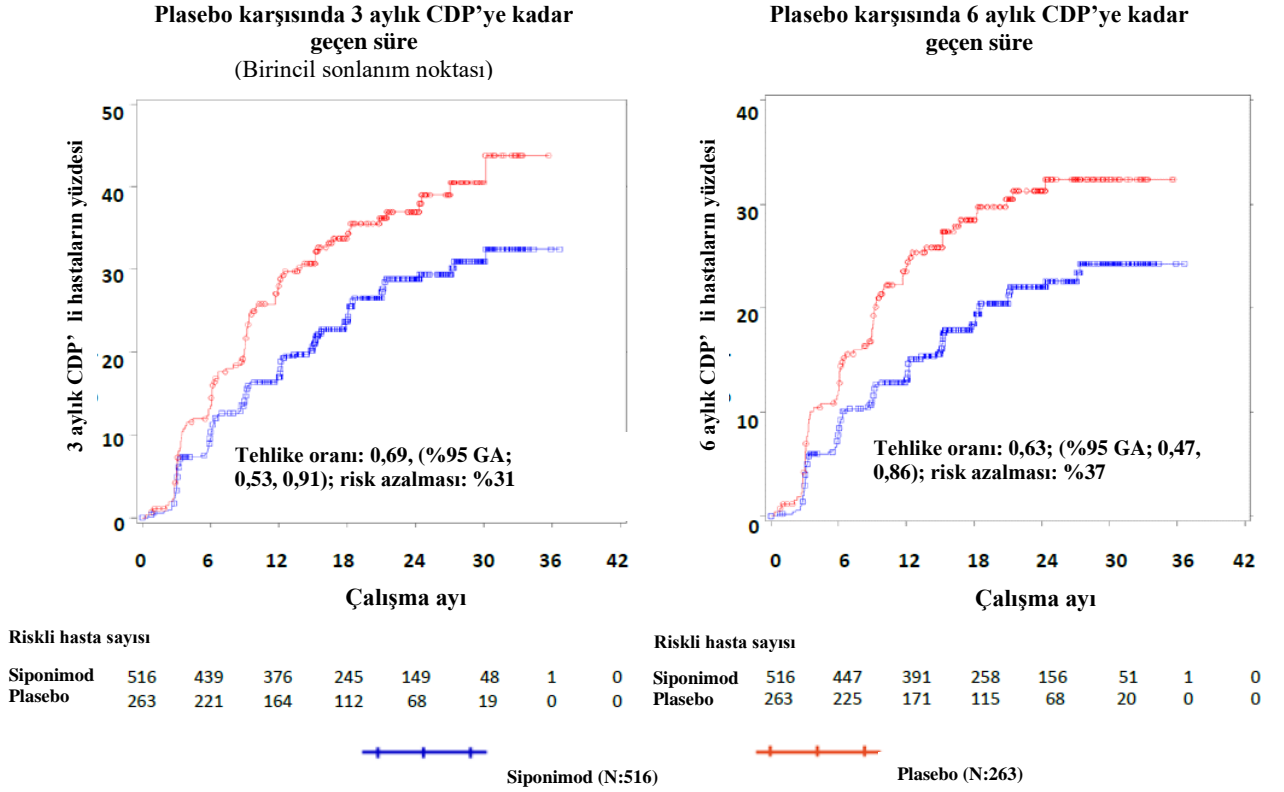 Plasebo karşısında 3 aylık CDP’ye kadar
geçen süre
(Birincil sonlanım noktası)
50
40
30
20
10
0
3 aylık CDP’ li hastaların yüzdesi
Tehlike oranı: 0,69, (%95 GA;
0,53, 0,91); risk azalması: %31
0 6 12 18 24 30 36 42
Çalışma ayı
Riskli hasta sayısı
Siponimod 516 439 376 245 149 48 1 0
Plasebo 263 221 164 112 68 19 0 0
Plasebo karşısında 6 aylık CDP’ye kadar
geçen süre
40
30
20
10
0
6 aylık CDP’ li hastaların yüzdesi
Tehlike oranı: 0,63; (%95 GA; 0,47,
0,86); risk azalması: %37
0 6 12 18 24 30 36 42
Çalışma ayı
Riskli hasta sayısı
Siponimod 516 447 391 258 156 51 1 0
Plasebo 263 225 171 115 68 20 0 0
Siponimod (N:516)
Plasebo (N:263)